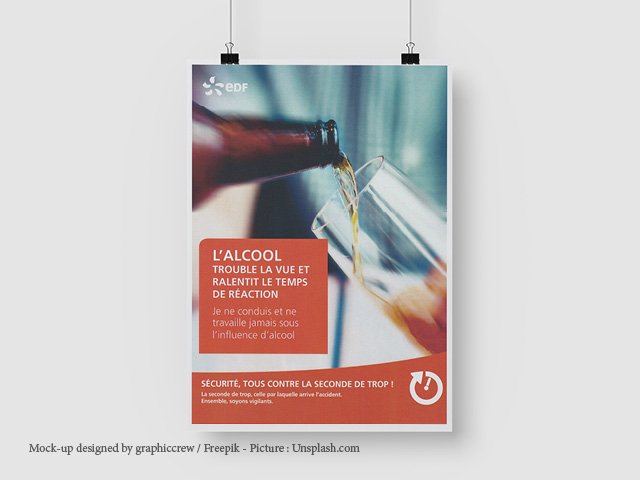 eDF
L'ALCOOL
TROUBLE LA VUE ET
RALENTIT LE TEMPS
DE RÉACTION
Je ne conduis et ne
travaille jamais sous
l'influence d'alcool
SÉCURITÉ, TOUS CONTRE LA SECONDE DE TROP !
La seconde de trop, celle par laquelle arrive l'accident.
Ensemble, soyons vigilants.
Mock-up designed by graphiccrew / Freepik - Picture : Unsplash.com